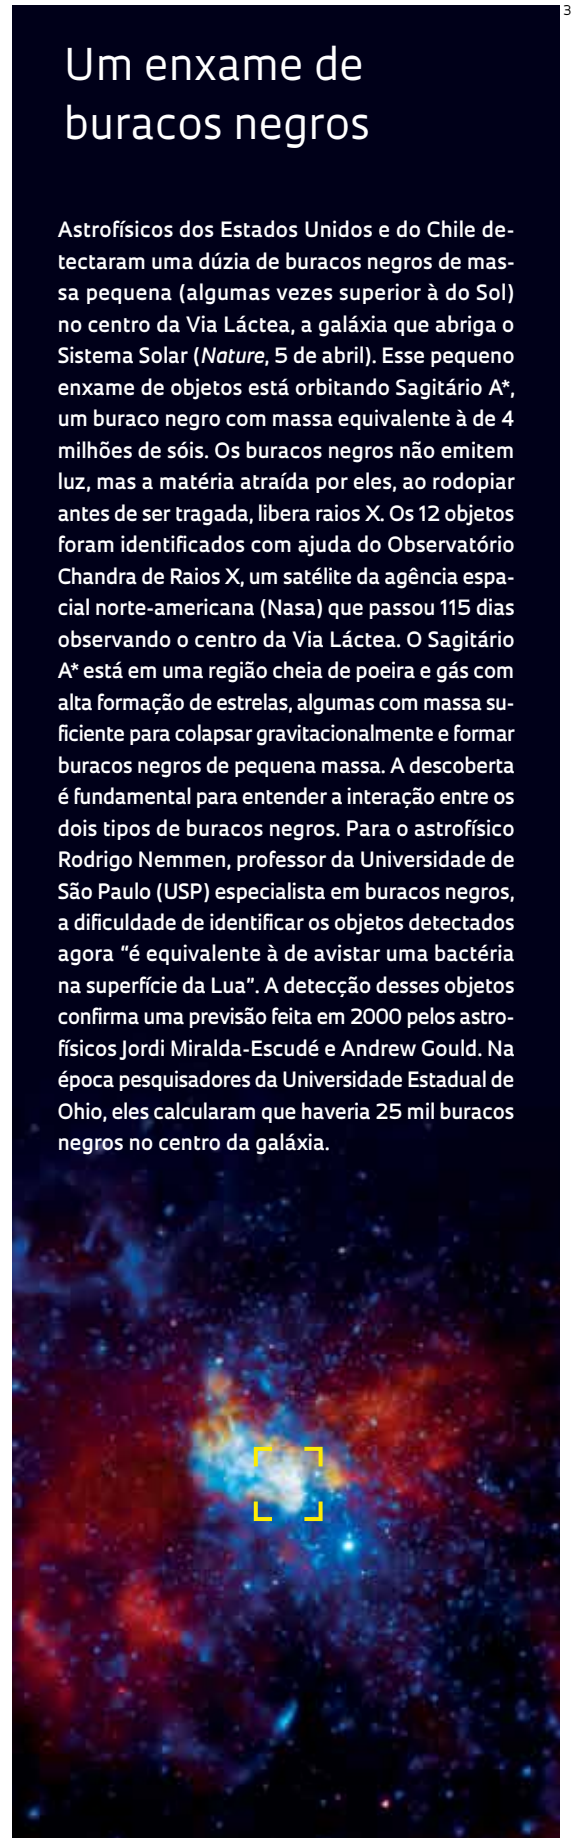 3
Um enxame de
buracos negros
Astrofísicos dos Estados Unidos e do Chile de-
tectaram uma dúzia de buracos negros de mas-
sa pequena (algumas vezes superior à do Sol)
no centro da Via Láctea, a galáxia que abriga o
Sistema Solar (Nature, 5 de abril). Esse pequeno
enxame de objetos está orbitando Sagitário A*,
um buraco negro com massa equivalente à de 4
milhões de sóis. Os buracos negros não emitem
luz, mas a matéria atraída por eles, ao rodopiar
antes de ser tragada, libera raios X. Os 12 objetos
foram identificados com ajuda do Observatório
Chandra de Raios X, um satélite da agência espa-
cial norte-americana (Nasa) que passou 115 dias
observando o centro da Via Láctea. O Sagitário
A* está em uma região cheia de poeira e gás com
alta formação de estrelas, algumas com massa su-
ficiente para colapsar gravitacionalmente e formar
buracos negros de pequena massa. A descoberta
é fundamental para entender a interação entre os
dois tipos de buracos negros. Para o astrofísico
Rodrigo Nemmen, professor da Universidade de
São Paulo (USP) especialista em buracos negros,
a dificuldade de identificar os objetos detectados
agora “é equivalente à de avistar uma bactéria
na superfície da Lua”. A detecção desses objetos
confirma uma previsão feita em 2000 pelos astro-
físicos Jordi Miralda-Escudé e Andrew Gould. Na
época pesquisadores da Universidade Estadual de
Ohio, eles calcularam que haveria 25 mil buracos
negros no centro da galáxia.